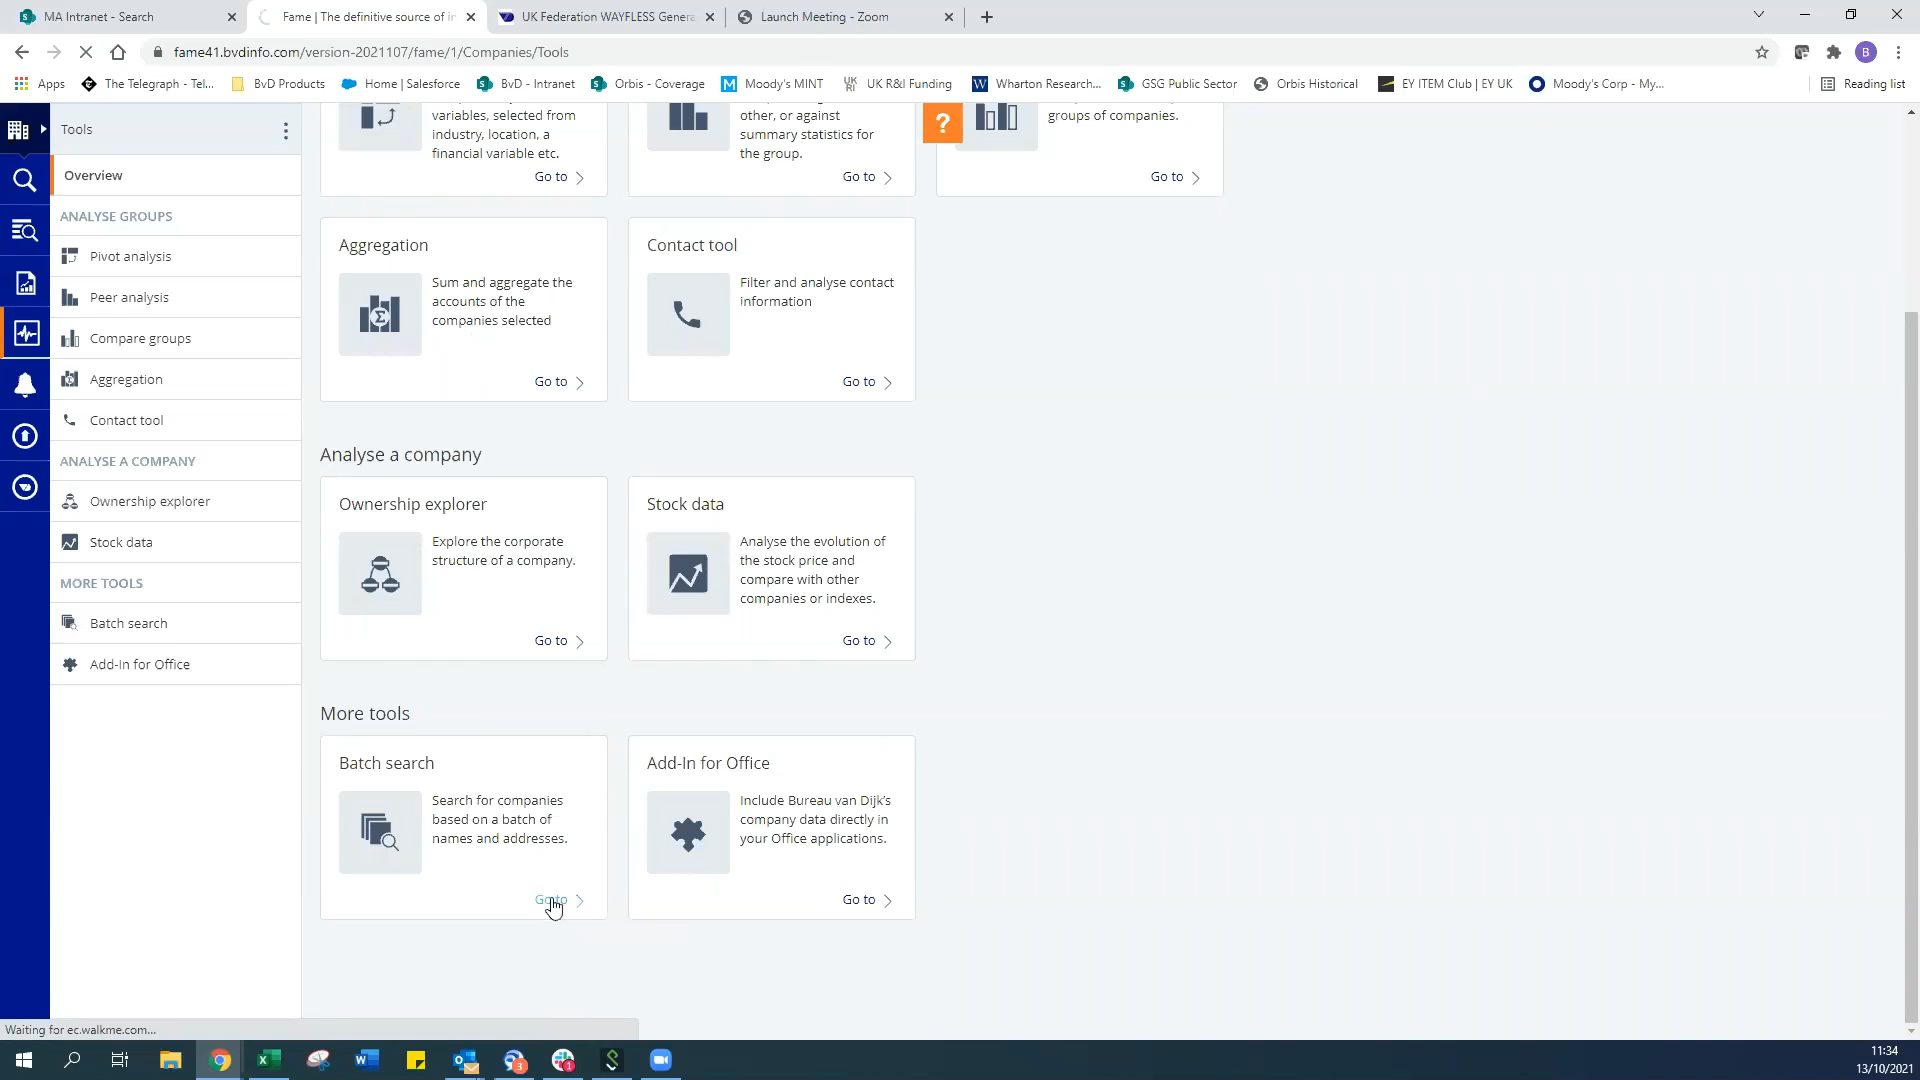 MA Intranet - Search
Fame | The definitive source of in
UK Federation WAYFLESS Genera
Launch Meeting - Zoom
fame41.bvdinfo.com/version-2021107/fame/1/Companies/Tools
B
Apps
The Telegraph - Tel...
BvD Products
Home | Salesforce
BvD - Intranet
Orbis - Coverage
Moody's MINT
UK R&I Funding
Wharton Research...
GSG Public Sector
Orbis Historical
EY ITEM Club | EY UK
Moody's Corp - My...
Reading list
Tools
Overview
ANALYSE GROUPS
Pivot analysis
Peer analysis
Compare groups
Aggregation
Contact tool
ANALYSE A COMPANY
Ownership explorer
Stock data
MORE TOOLS
Batch search
Add-In for Office
variables, selected from
industry, location, a
financial variable etc.
Go to
other, or against
summary statistics for
the group.
Go to
?
groups of companies.
Go to
Aggregation
Sum and aggregate the
accounts of the
companies selected
Go to
Contact tool
Filter and analyse contact
information
Go to
Analyse a company
Ownership explorer
Explore the corporate
structure of a company.
Go to
Stock data
Analyse the evolution of
the stock price and
compare with other
companies or indexes.
Go to
More tools
Batch search
Search for companies
based on a batch of
names and addresses.
Go to
Add-In for Office
Include Bureau van Dijk's
company data directly in
your Office applications.
Go to
Waiting for ec.walkme.com...
11:34
13/10/2021